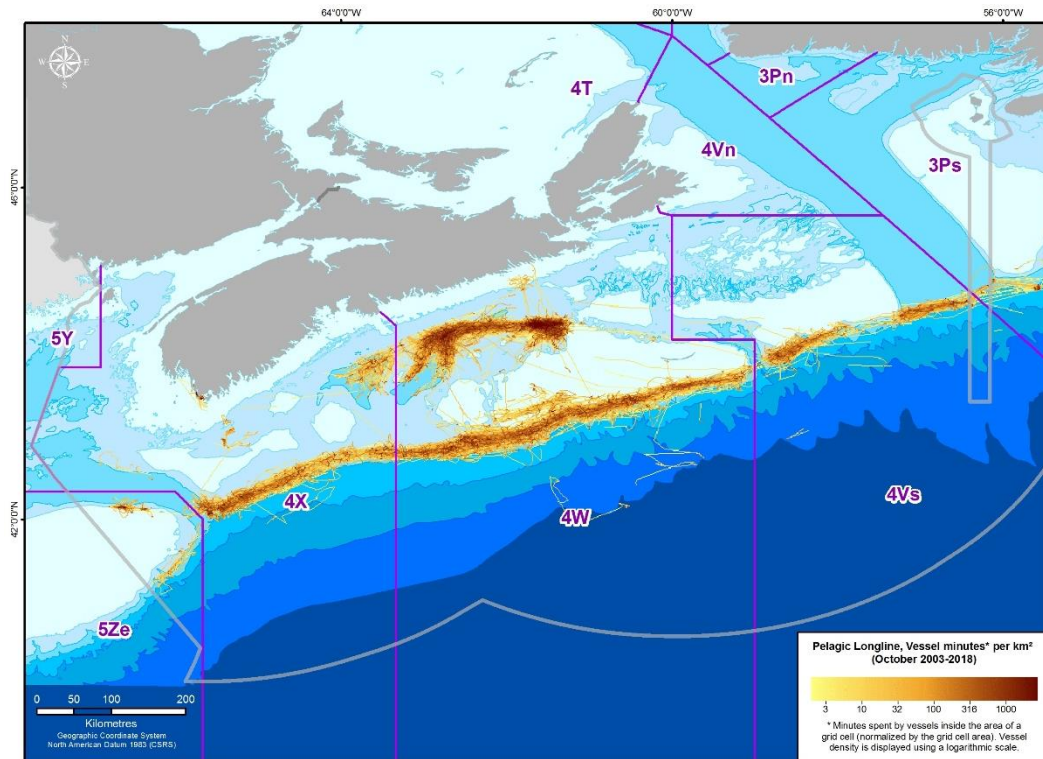 64°0'0"W
60°0'0"W
56°0'0"W
N
W E
S
4T
3Pn
4Vn
3Ps
46°0'0"N
5Y
42°0'0"N
4X
4W
4Vs
5Ze
0 50 100 200
Kilometres
Geographic Coordinate System
North American Datum 1983 (CSRS)
Pelagic Longline, Vessel minutes* per km²
(October 2003-2018)
3 10 32 100 316 1000
* Minutes spent by vessels inside the area of a
grid cell (normalized by the grid cell area). Vessel
density is displayed using a logarithmic scale.